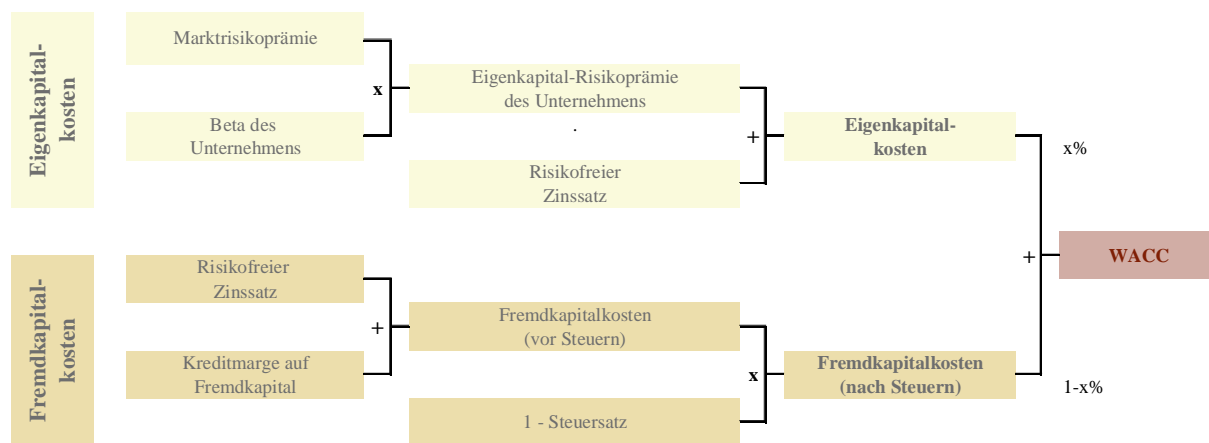 Eigenkapital-
kosten
Marktrisikoprämie
x
Beta des
Unternehmens
Eigenkapital-Risikoprämie
des Unternehmens
.
+
Risikofreier
Zinssatz
Eigenkapital-
kosten
x%
+
WACC
Fremdkapital-
kosten
Risikofreier
Zinssatz
+
Kreditmarge auf
Fremdkapital
Fremdkapitalkosten
(vor Steuern)
x
1 - Steuersatz
Fremdkapitalkosten
(nach Steuern)
1-x%